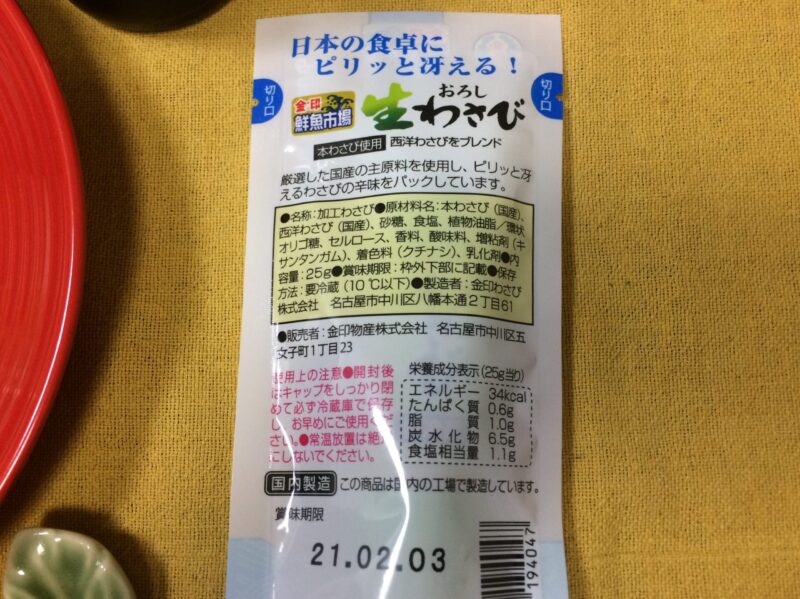 日本の食卓に
ピリッと冴える!
切り口
切り口
金印
鮮魚市場
おろし
生わさび
本わさび使用 西洋わさびをブレンド
厳選した国産の主原料を使用し、ピリッと冴
えるわさびの辛味をパックしています。
●名称:加工わさび●原材料名:本わさび(国産)、
西洋わさび(国産)、砂糖、食塩、植物油脂/環状
オリゴ糖、セルロース、香料、酸味料、増粘剤(キ
サンタンガム)、着色料(クチナシ)、乳化剤●内
容量:25g●賞味期限:枠外下部に記載●保存
方法:要冷蔵(10℃以下)●製造者:金印わさび
株式会社 名古屋市中川区八幡本通2丁目61
●販売者:金印物産株式会社 名古屋市中川区五
女子町1丁目23
使用上の注意●開封後
はキャップをしっかり閉
めて必ず冷蔵庫で保存
し、お早めにご使用くだ
さい。●常温放置は絶対
にしないでください。
栄養成分表示(25g当り)
エネルギー 34kcal
たんぱく質 0.6g
脂質 1.0g
炭水化物 6.5g
食塩相当量 1.1g
国内製造 この商品は国内の工場で製造しています。
賞味期限
21.02.03
194047